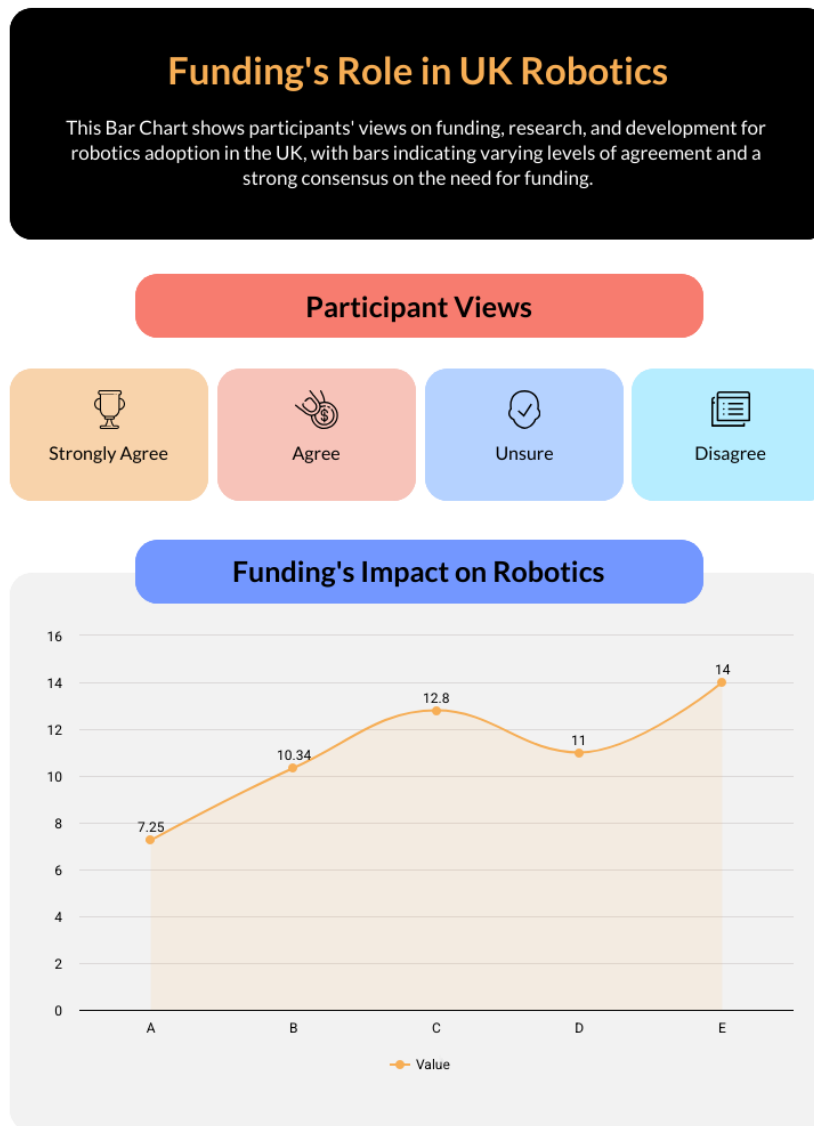 Funding's Role in UK Robotics
This Bar Chart shows participants' views on funding, research, and development for
robotics adoption in the UK, with bars indicating varying levels of agreement and a
strong consensus on the need for funding.
Participant Views
Strongly Agree
Agree
Unsure
Disagree
Funding's Impact on Robotics
16
14
12
10
8
6
4
2
0
7.25
10.34
12.8
11
14
A B C D E
Value